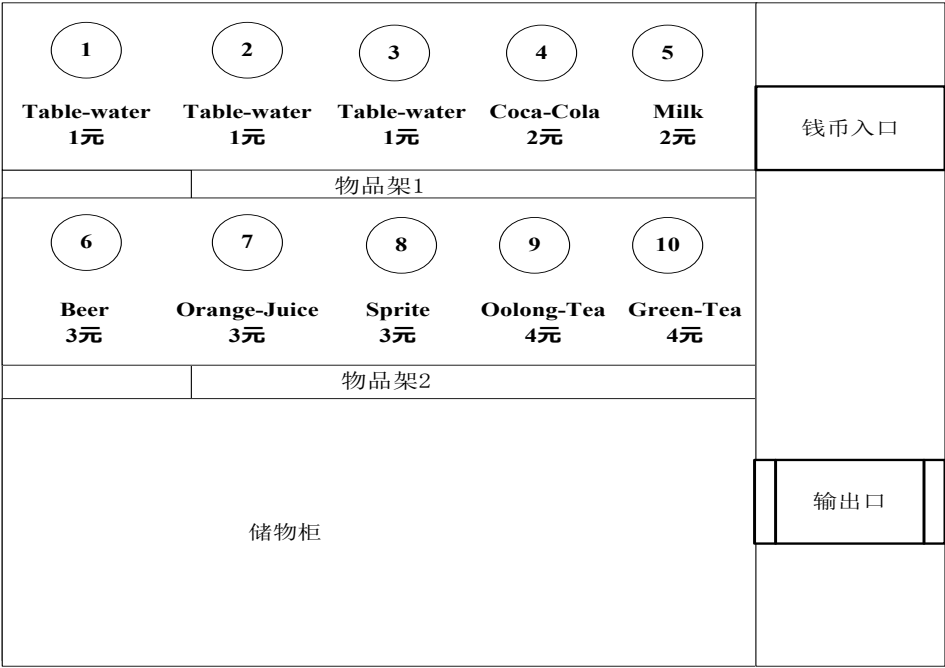 1 2 3 4 5
Table-water Table-water Table-water Coca-Cola Milk
1元 1元 1元 2元 2元
钱币入口
物品架1
6 7 8 9 10
Beer Orange-Juice Sprite Oolong-Tea Green-Tea
3元 3元 3元 4元 4元
物品架2
输出口
储物柜